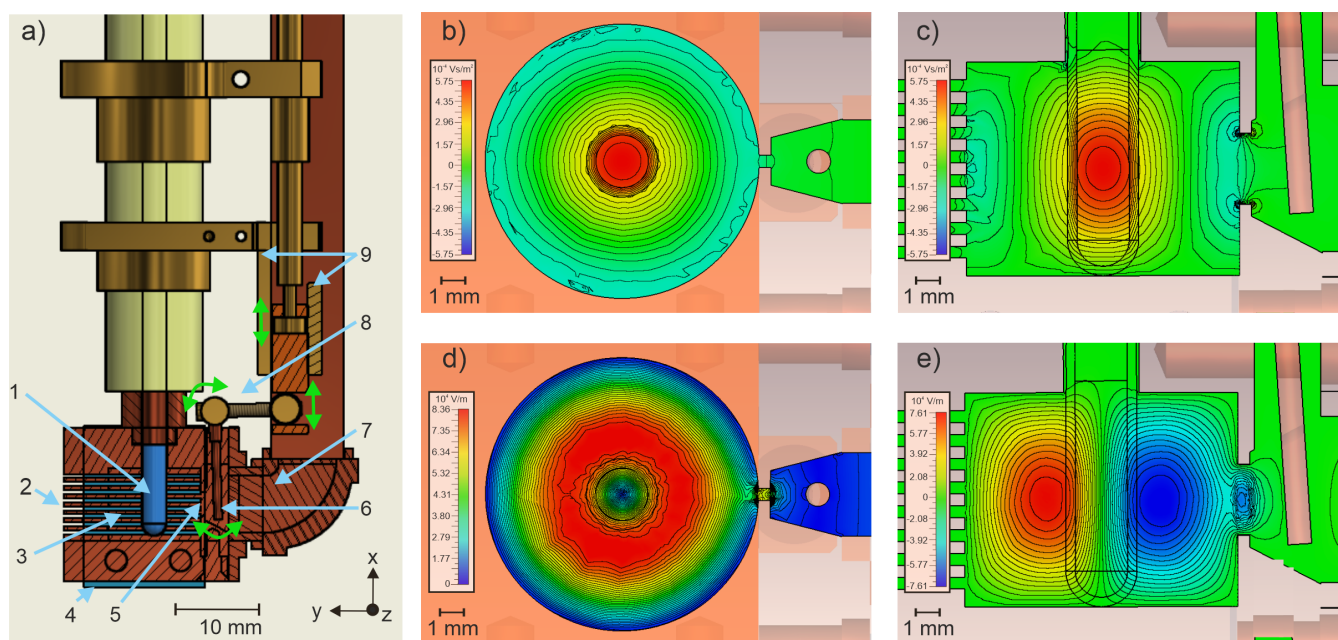 a)
9
8
1
7
2
6
3
4
5
x
y
z
10 mm
b)
10⁻⁴ Vs/m²
5.75
4.35
2.96
1.57
-1.57
-2.96
-4.35
-5.75
1 mm
c)
10⁻⁴ Vs/m²
5.75
4.35
2.96
1.57
0
-1.57
-2.96
-4.35
-5.75
1 mm
d)
10⁴ V/m
8.36
7.35
6.34
5.32
4.31
3.80
2.79
1.77
0.77
0
1 mm
e)
10⁴ V/m
7.61
5.77
3.92
2.08
0
-2.08
-3.92
-5.77
-7.61
1 mm